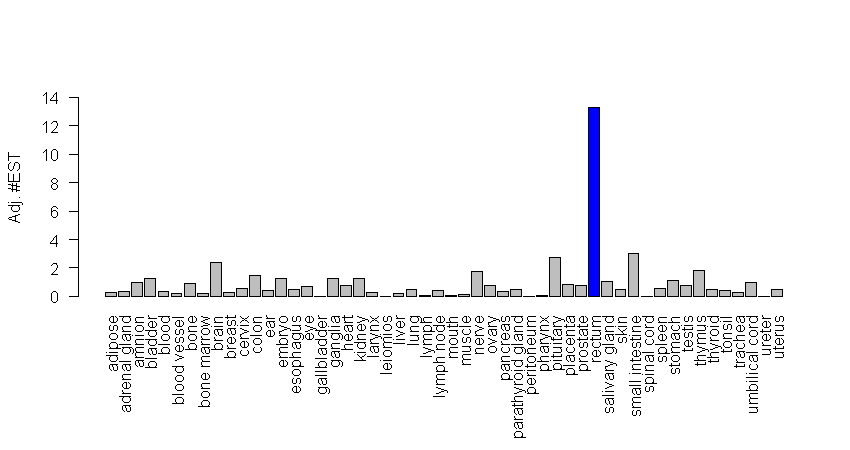 Adj. #EST
14
12
10
8
6
4
2
0
adipose
adrenal gland
amnion
bladder
blood
blood vessel
bone
bone marrow
brain
breast
cervix
colon
ear
embryo
esophagus
eye
gallbladder
ganglia
heart
kidney
larynx
leiomios
liver
lung
lymph
lymph node
mouth
muscle
nerve
ovary
pancreas
parathyroid gland
peritoneum
pharynx
pituitary
placenta
prostate
rectum
salivary gland
skin
small intestine
spinal cord
spleen
stomach
testis
thymus
thyroid
tonsil
trachea
umbilical cord
ureter
uterus